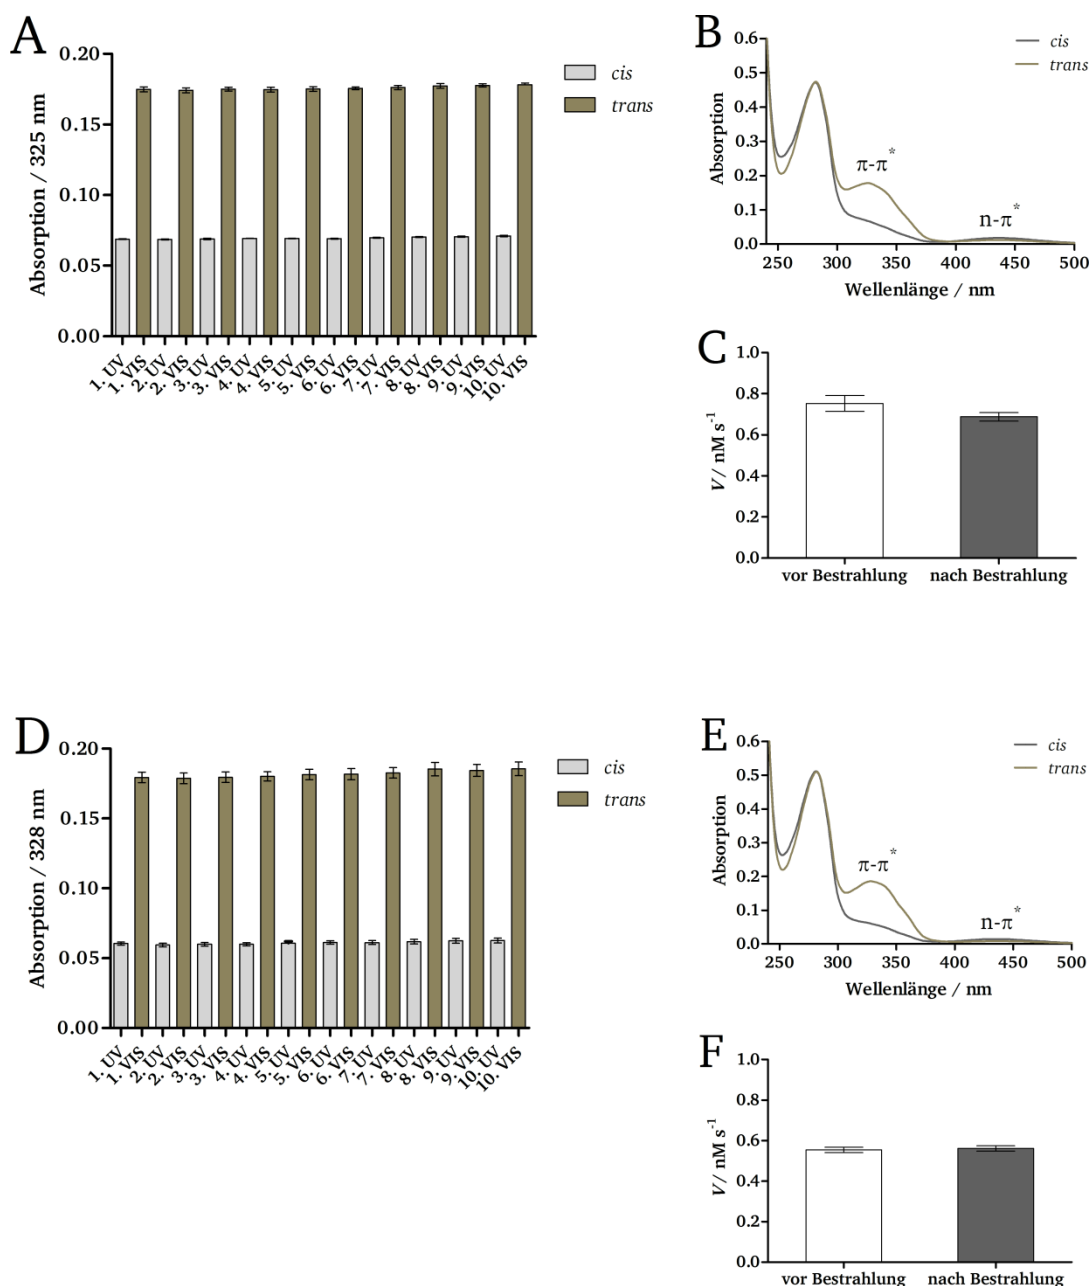 A
Absorption / 325 nm
0.20
0.15
0.10
0.05
0.00
1. UV
1. VIS
2. UV
2. VIS
3. UV
3. VIS
4. UV
4. VIS
5. UV
5. VIS
6. UV
6. VIS
7. UV
7. VIS
8. UV
8. VIS
9. UV
9. VIS
10. UV
10. VIS
cis
trans
B
Absorption
0.6
0.5
0.4
0.3
0.2
0.1
0.0
cis
trans
π-π*
n-π*
250 300 350 400 450 500
Wellenlänge / nm
C
V / nM s⁻¹
1.0
0.8
0.6
0.4
0.2
0.0
vor Bestrahlung nach Bestrahlung
D
Absorption / 328 nm
0.20
0.15
0.10
0.05
0.00
1. UV
1. VIS
2. UV
2. VIS
3. UV
3. VIS
4. UV
4. VIS
5. UV
5. VIS
6. UV
6. VIS
7. UV
7. VIS
8. UV
8. VIS
9. UV
9. VIS
10. UV
10. VIS
cis
trans
E
Absorption
0.6
0.5
0.4
0.3
0.2
0.1
0.0
cis
trans
π-π*
n-π*
250 300 350 400 450 500
Wellenlänge / nm
F
V / nM s⁻¹
1.0
0.8
0.6
0.4
0.2
0.0
vor Bestrahlung nach Bestrahlung